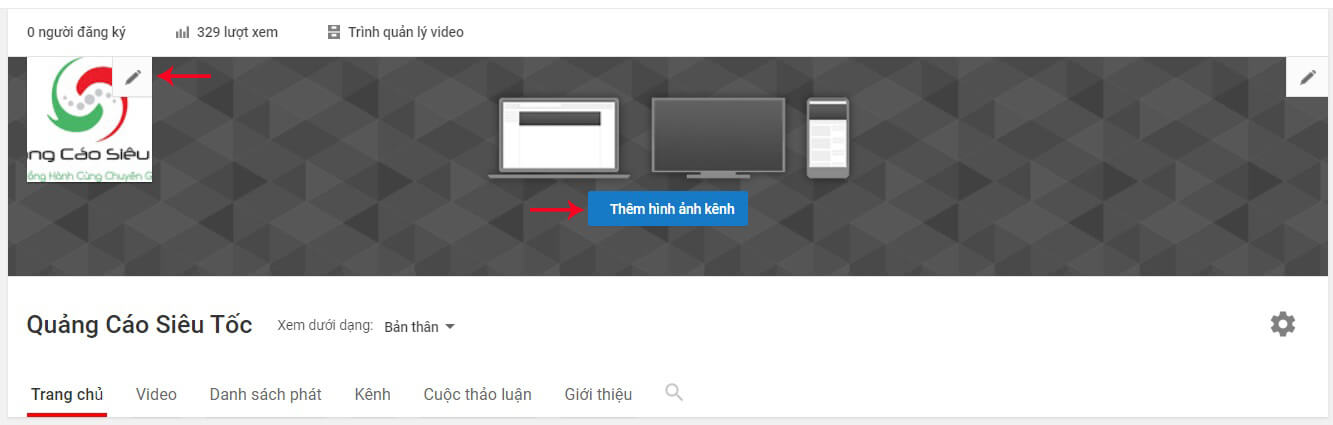 0 người đăng ký 329 lượt xem Trình quản lý video
ng Cáo Siêu
ồng Hành Cùng Chuyên G
Thêm hình ảnh kênh
Quảng Cáo Siêu Tốc Xem dưới dạng: Bản thân
Trang chủ Video Danh sách phát Kênh Cuộc thảo luận Giới thiệu